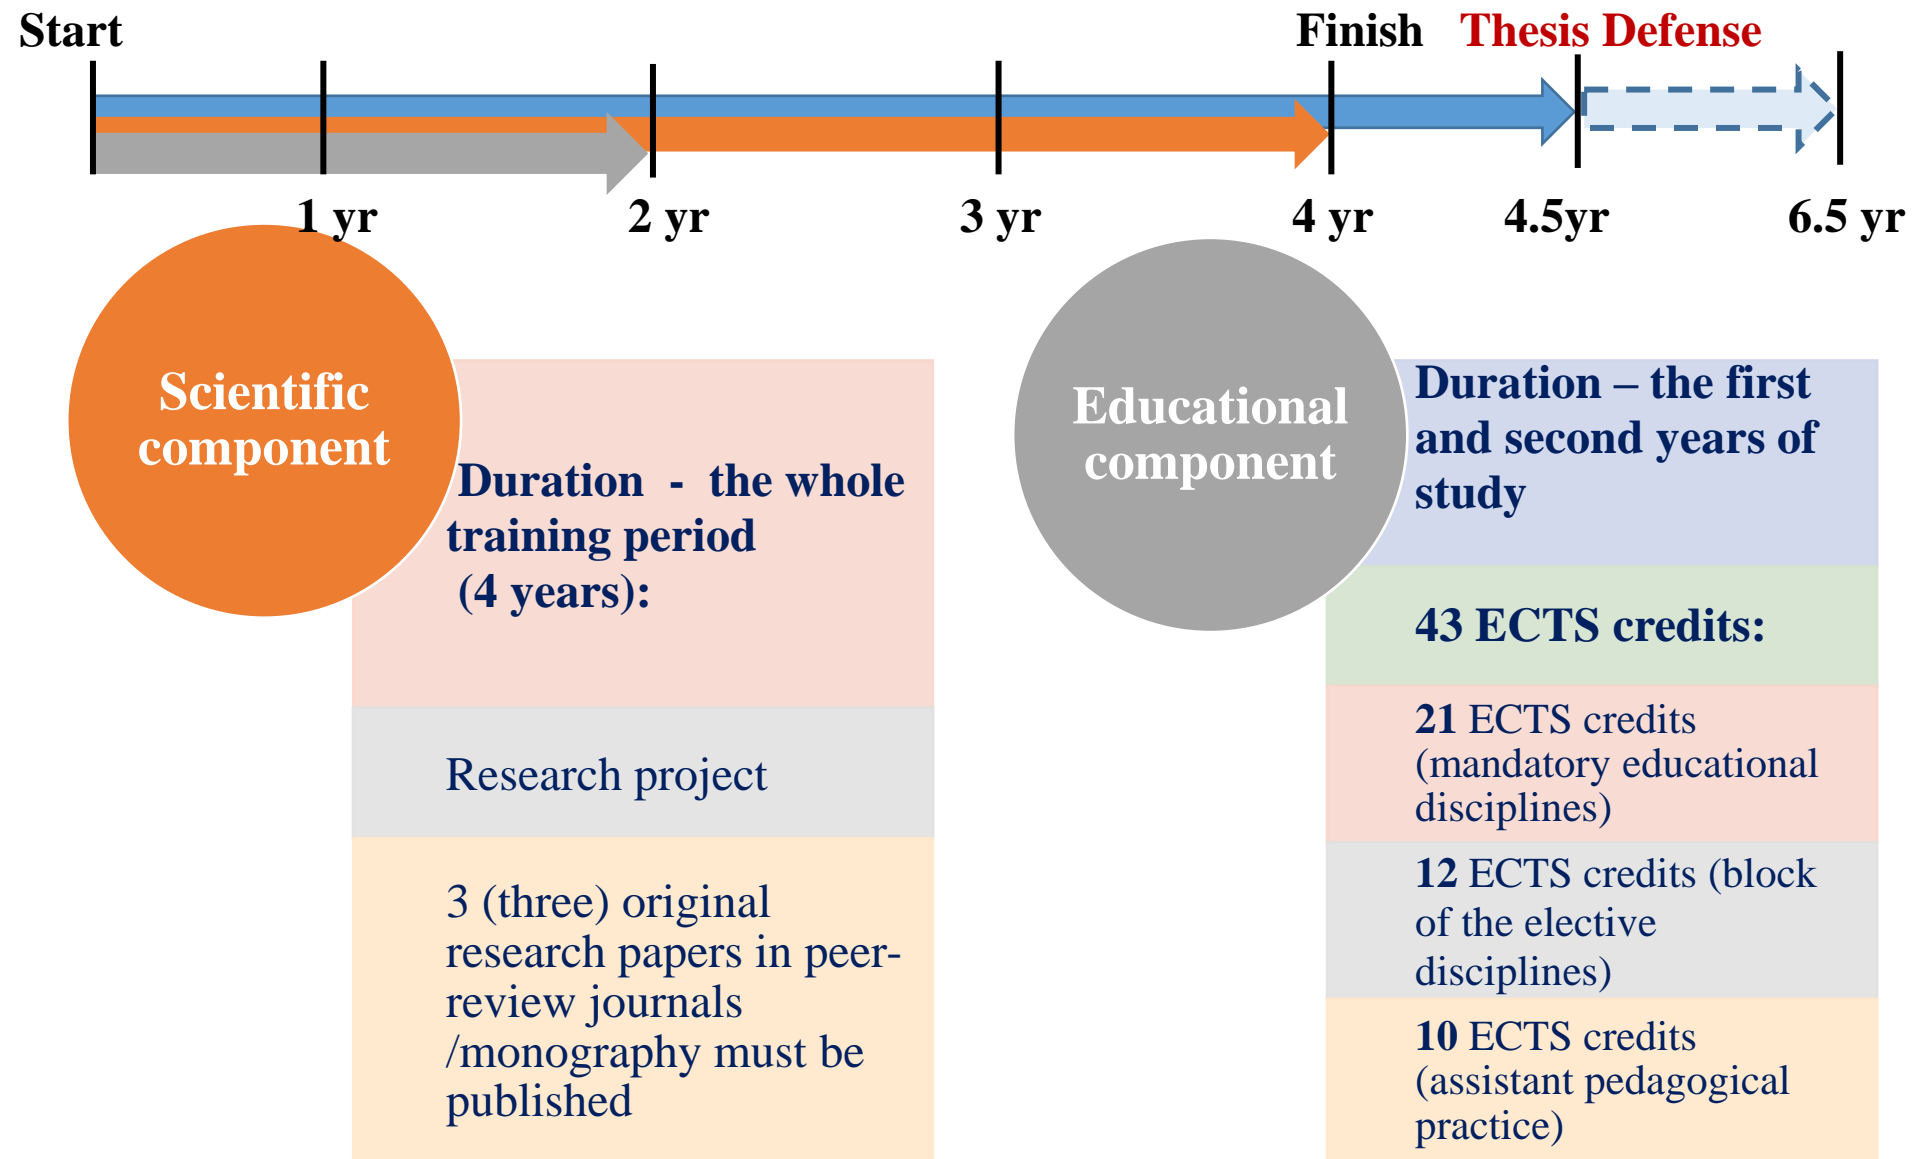 Start
Finish
Thesis Defense
1 yr
2 yr
3 yr
4 yr
4.5yr
6.5 yr
Scientific
component
Duration - the whole
training period
(4 years):
Research project
3 (three) original
research papers in peer-
review journals
/monography must be
published
Educational
component
Duration – the first
and second years of
study
43 ECTS credits:
21 ECTS credits
(mandatory educational
disciplines)
12 ECTS credits (block
of the elective
disciplines)
10 ECTS credits
(assistant pedagogical
practice)